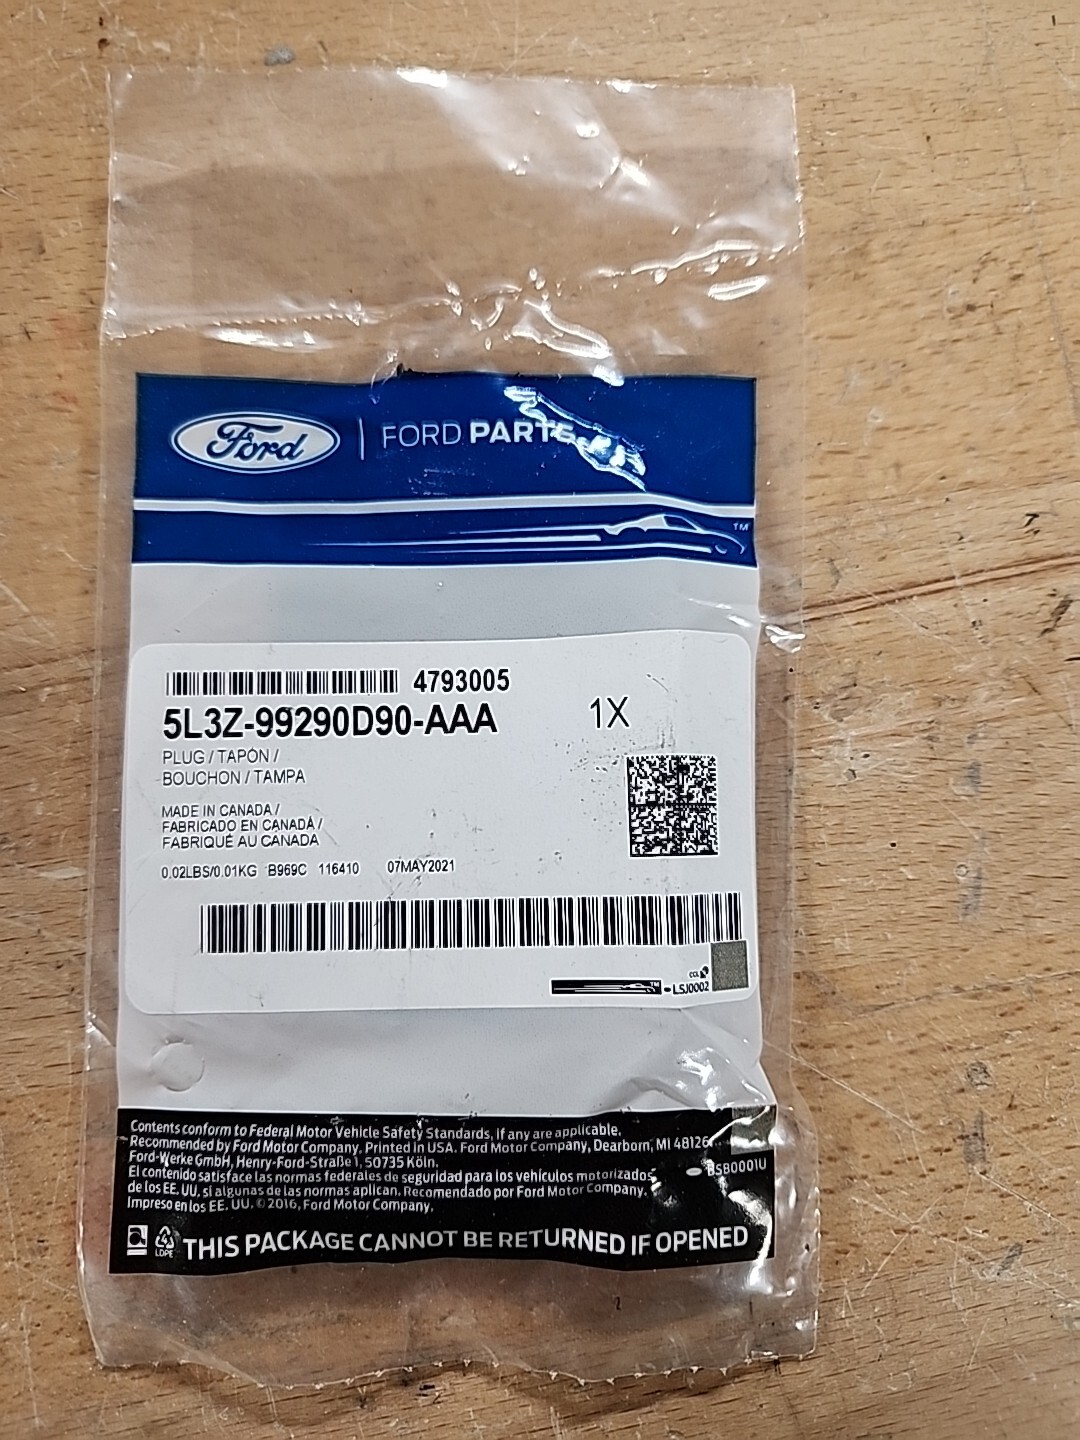 Ford | FORD PARTS
TM
4793005
5L3Z-99290D90-AAA 1X
PLUG / TAPÓN /
BOUCHON / TAMPA
MADE IN CANADA /
FABRICADO EN CANADÁ /
FABRIQUÉ AU CANADA
0.02LBS/0.01KG B969C 116410 07MAY2021
CCL
TM LSJ0002
Contents conform to Federal Motor Vehicle Safety Standards, if any are applicable.
Recommended by Ford Motor Company, Printed in USA. Ford Motor Company, Dearborn, MI 48126.
Ford-Werke GmbH, Henry-Ford-Straße 1, 50735 Köln.
El contenido satisface las normas federales de seguridad para los vehículos motorizados
de los EE. UU. si algunas de las normas aplican. Recomendado por Ford Motor Company.
Impreso en los EE. UU. © 2016, Ford Motor Company.
BSB0001U
4
LDPE
THIS PACKAGE CANNOT BE RETURNED IF OPENED